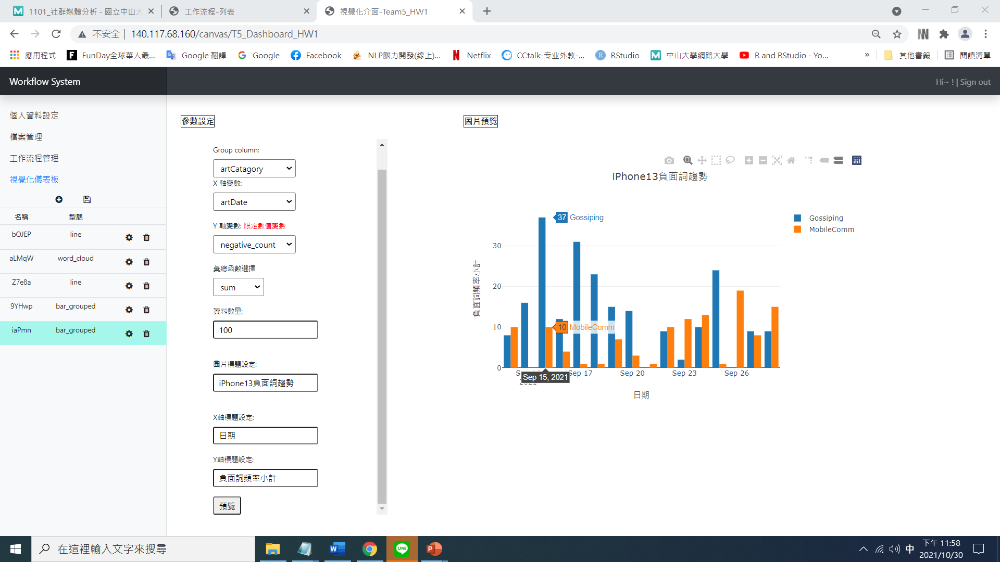 1101_社群媒體分析 - 國立中山大
工作流程-列表
視覺化介面-Team5_HW1
不安全
140.117.68.160/canvas/T5_Dashboard_HW1
應用程式
FunDay全球華人最...
Google 翻譯
Google
Facebook
NLP腦力開發(線上)...
Netflix
CCtalk-专业外教-...
RStudio
中山大學網路大學
R and RStudio - Yo...
»
其他書籤
閱讀清單
Workflow System
Hi~ ! | Sign out
個人資料設定
檔案管理
工作流程管理
視覺化儀表板
名稱 型態
bOJEP line
aLMqW word_cloud
Z7e8a line
9YHwp bar_grouped
iaPmn bar_grouped
參數設定
Group column:
artCatagory
X 軸變數:
artDate
Y 軸變數: 限定數值變數
negative_count
彙總函數選擇
sum
資料數量:
100
圖片標題設定:
iPhone13負面詞趨勢
X軸標題設定:
日期
Y軸標題設定:
負面詞頻率小計
預覽
圖片預覽
iPhone13負面詞趨勢
37 Gossiping
10 MobileComm
Gossiping
MobileComm
負面詞頻率小計
30
20
10
0
Sep 15, 2021
Sep 17
Sep 20
Sep 23
Sep 26
日期
在這裡輸入文字來搜尋
中
下午 11:58
2021/10/30